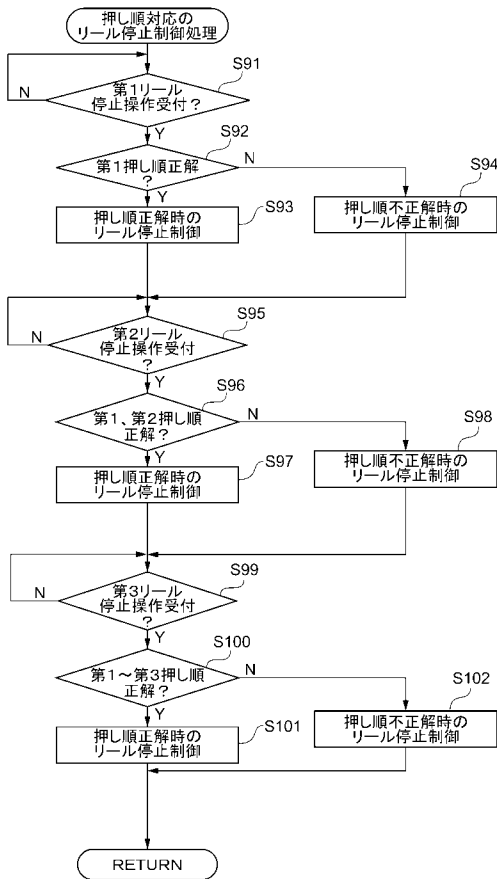 押し順対応の
リール停止制御処理
S91
第1リール
停止操作受付?
N
Y
S92
第1押し順正解
?
N
Y
S93
押し順正解時の
リール停止制御
S94
押し順不正解時の
リール停止制御
S95
第2リール
停止操作受付
?
N
Y
S96
第1、第2押し順
正解?
N
Y
S97
押し順正解時の
リール停止制御
S98
押し順不正解時の
リール停止制御
S99
第3リール
停止操作受付
?
N
Y
S100
第1～第3押し順
正解?
N
Y
S101
押し順正解時の
リール停止制御
S102
押し順不正解時の
リール停止制御
RETURN